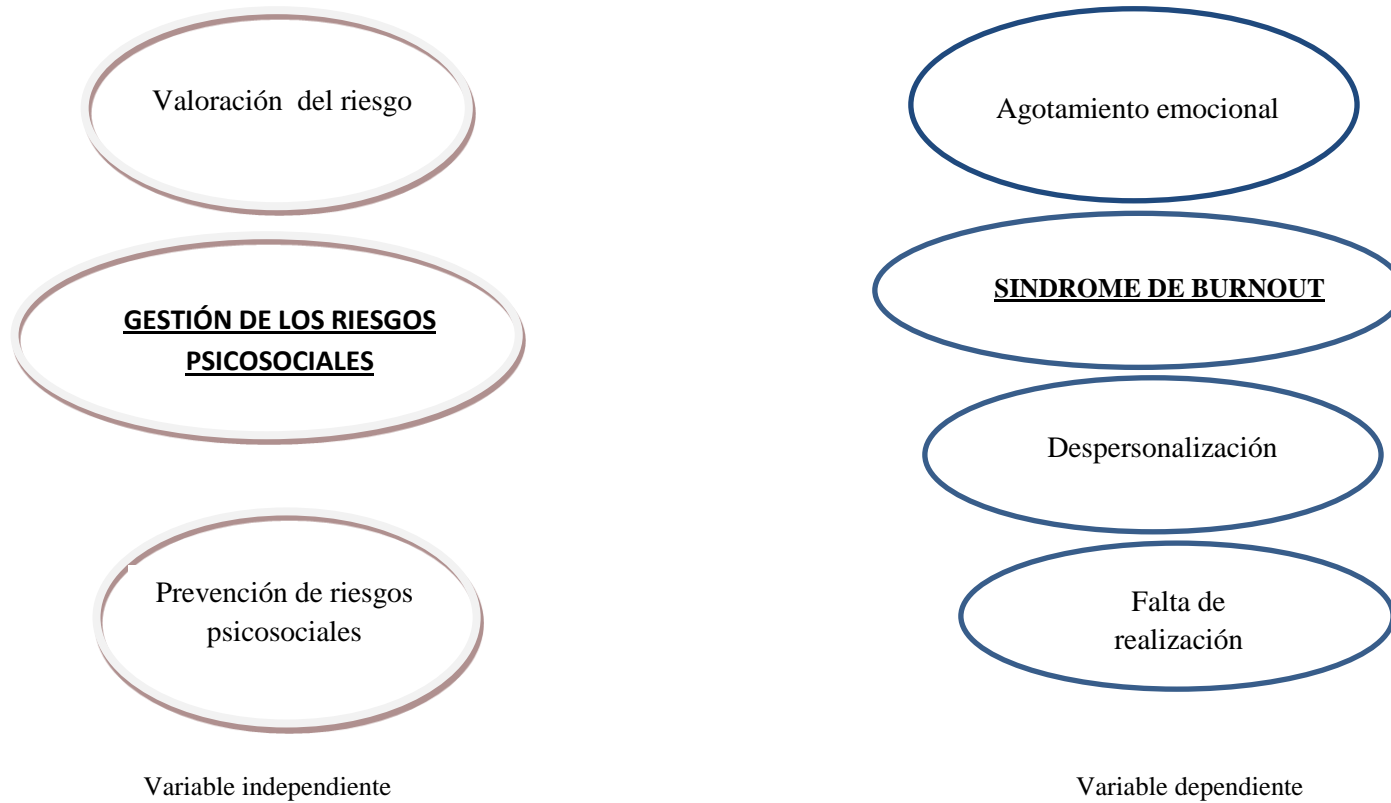 Valoración del riesgo
GESTIÓN DE LOS RIESGOS
PSICOSOCIALES
Prevención de riesgos
psicosociales
Variable independiente
Agotamiento emocional
SINDROME DE BURNOUT
Despersonalización
Falta de
realización
Variable dependiente